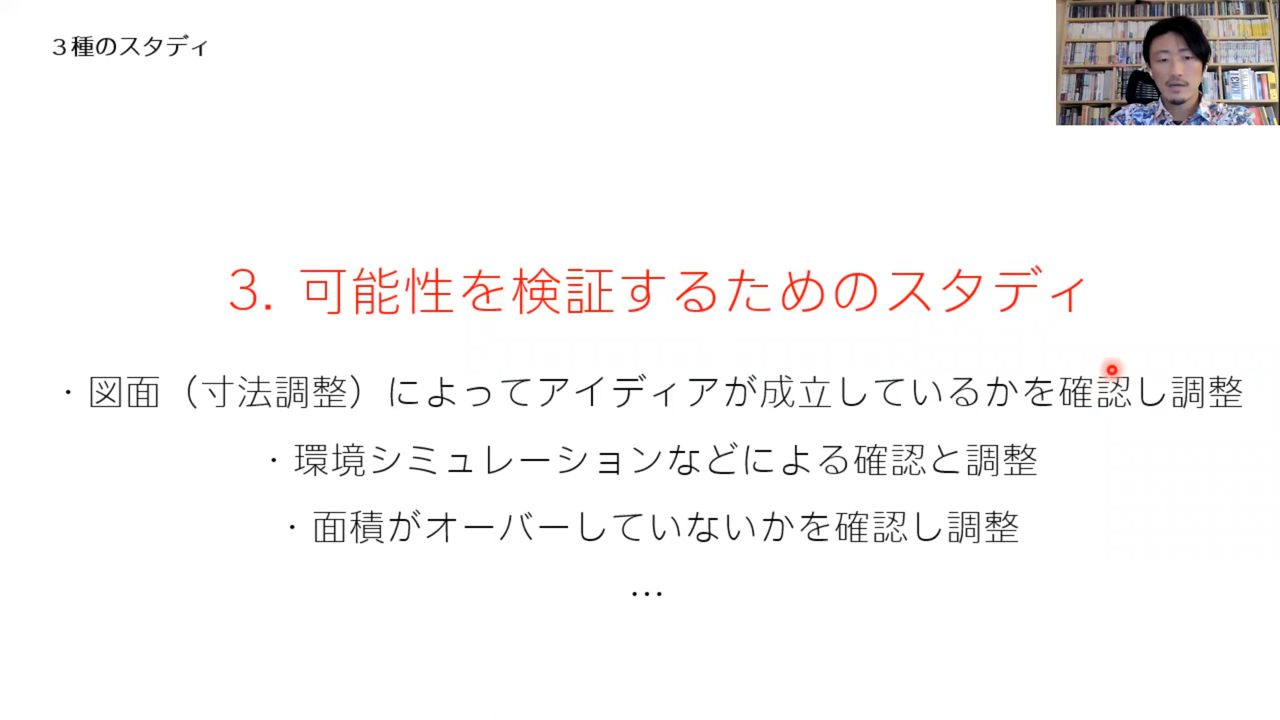 ３種のスタディ
3. 可能性を検証するためのスタディ
・図面（寸法調整）によってアイディアが成立しているかを確認し調整
・環境シミュレーションなどによる確認と調整
・面積がオーバーしていないかを確認し調整
…